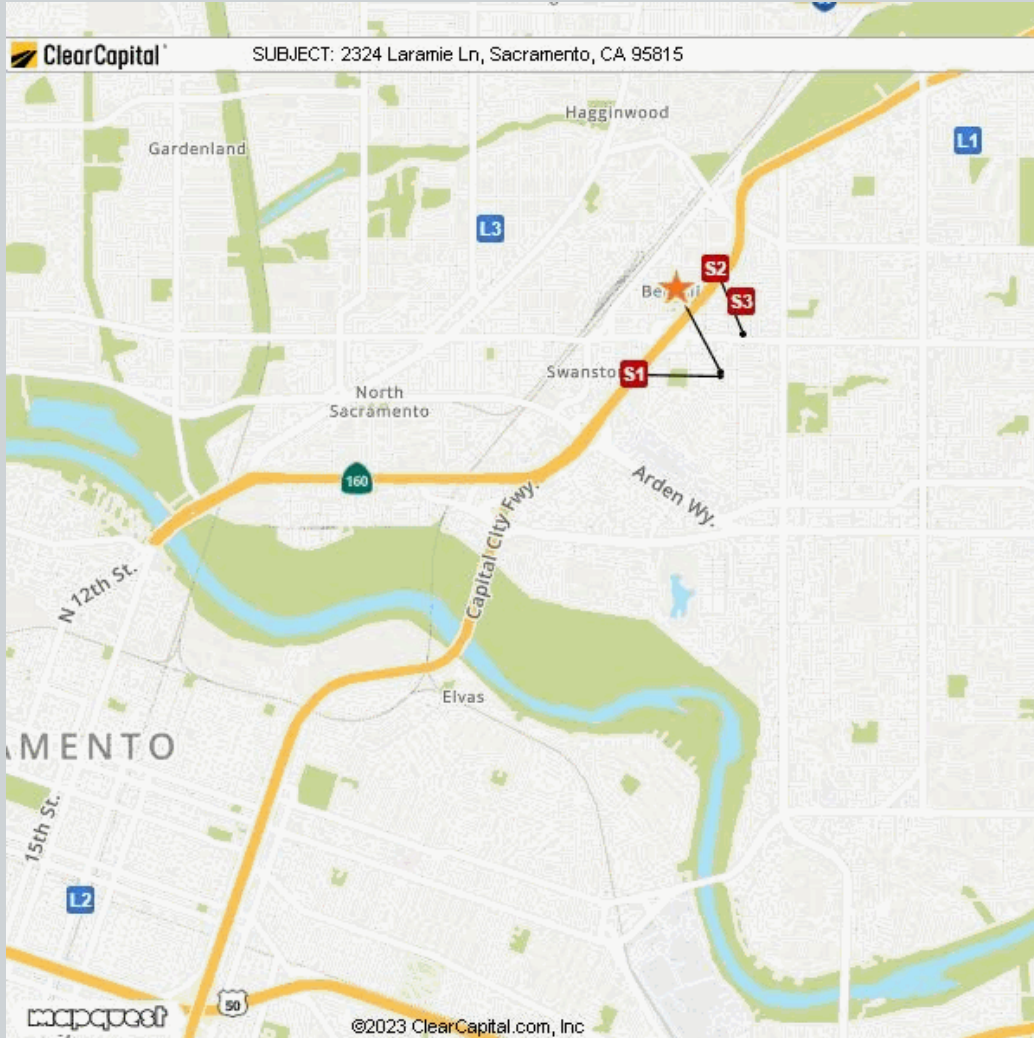 ClearCapital
SUBJECT: 2324 Laramie Ln, Sacramento, CA 95815
Hagginwood
Gardenland
L1
L3
S2
S3
Swansto
S1
North
Sacramento
160
Arden Wy.
Capital City Fwy.
N 12th St.
Elvas
AMENTO
15th St.
L2
50
mapquest
©2023 ClearCapital.com, Inc